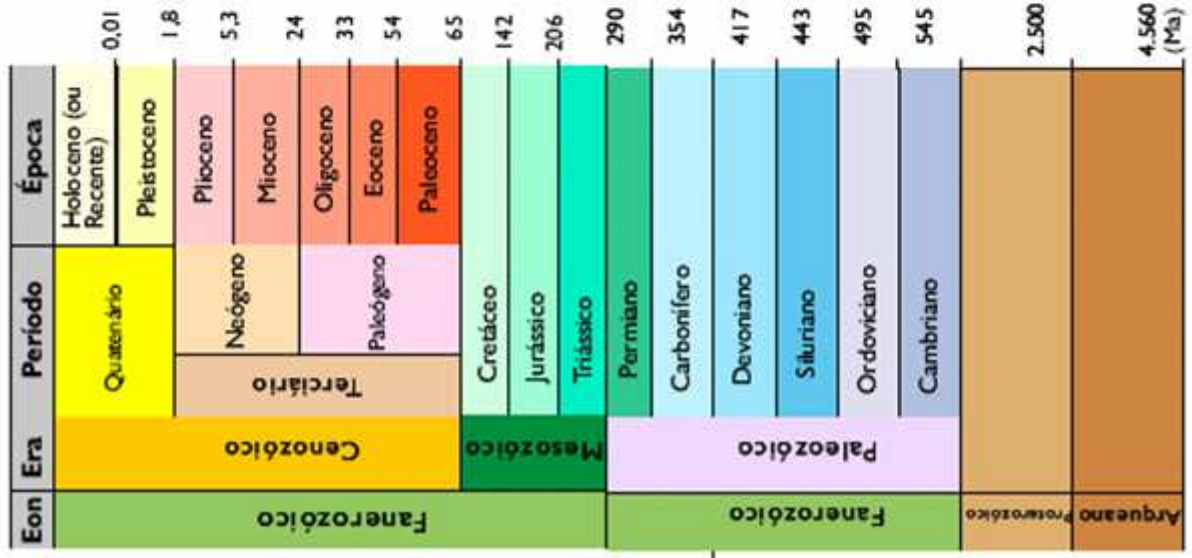 Eon
Era
Período
Época
Fanerozóico
Cenozóico
Quatenário
Holoceno (ou
Recente)
0,01
Pleistoceno
1,8
Terciário
Neógeno
Plioceno
5,3
Mioceno
24
Paleógeno
Oligoceno
33
Eoceno
54
Paleoceno
65
Mesozóico
Cretáceo
142
Jurássico
206
Triássico
Fanerozóico
Paleozóico
Permiano
290
Carbonífero
354
Devoniano
417
Siluriano
443
Ordoviciano
495
Cambriano
545
Proterozóico
2.500
Arqueano
4.560
(Ma)